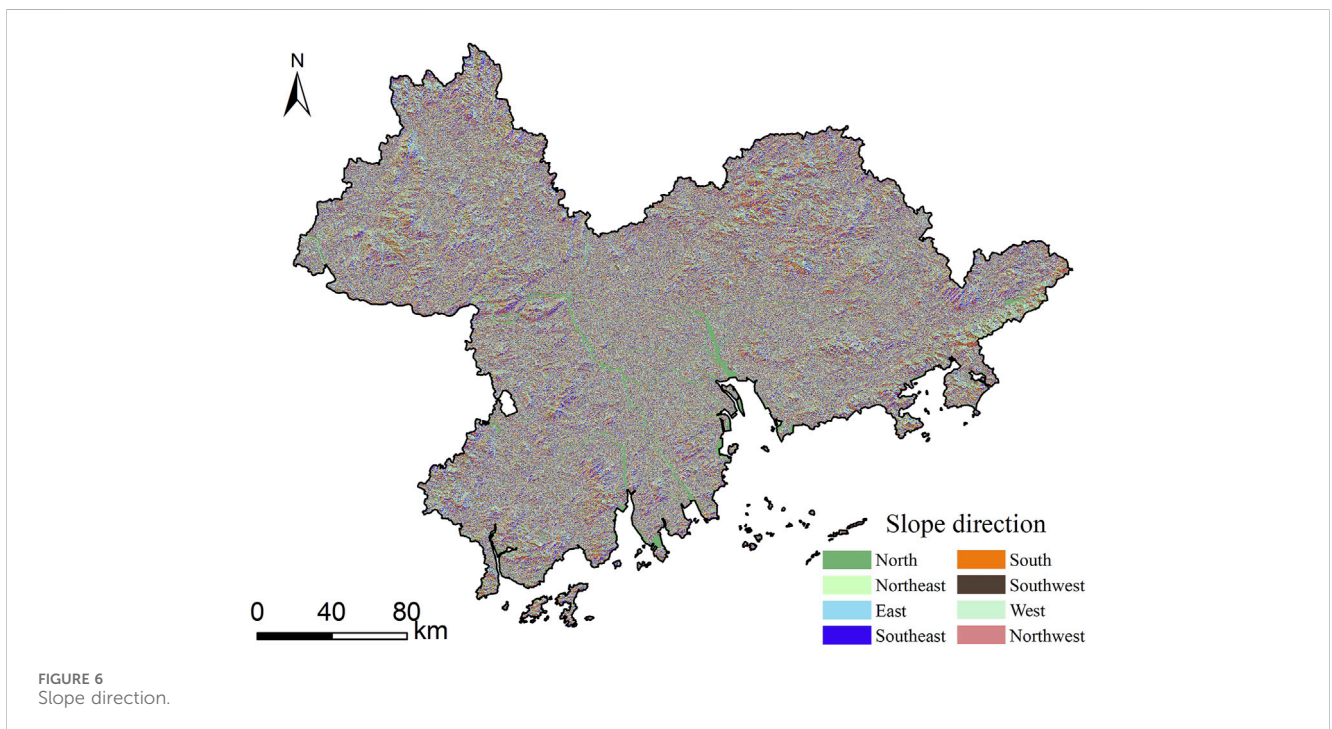 N
Slope direction
North
Northeast
East
Southeast
South
Southwest
West
Northwest
0 40 80
km
FIGURE 6
Slope direction.